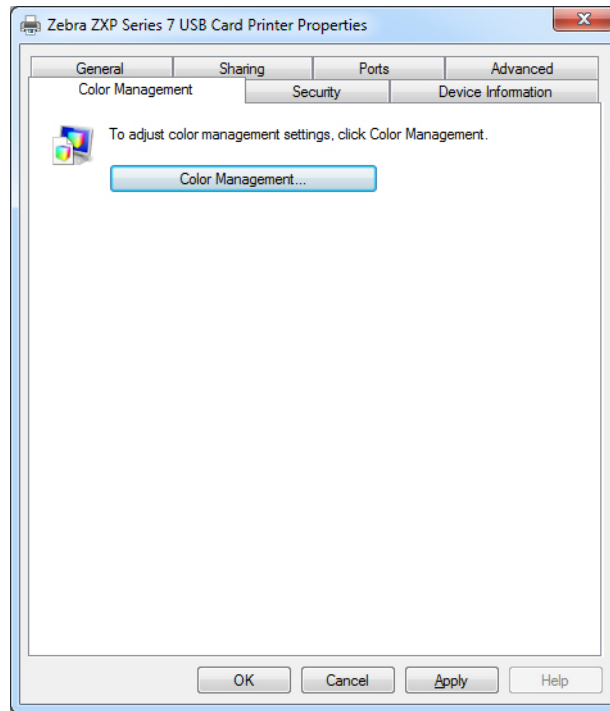 Zebra ZXP Series 7 USB Card Printer Properties
General Sharing Ports Advanced
Color Management Security Device Information
To adjust color management settings, click Color Management.
Color Management...
OK Cancel Apply Help